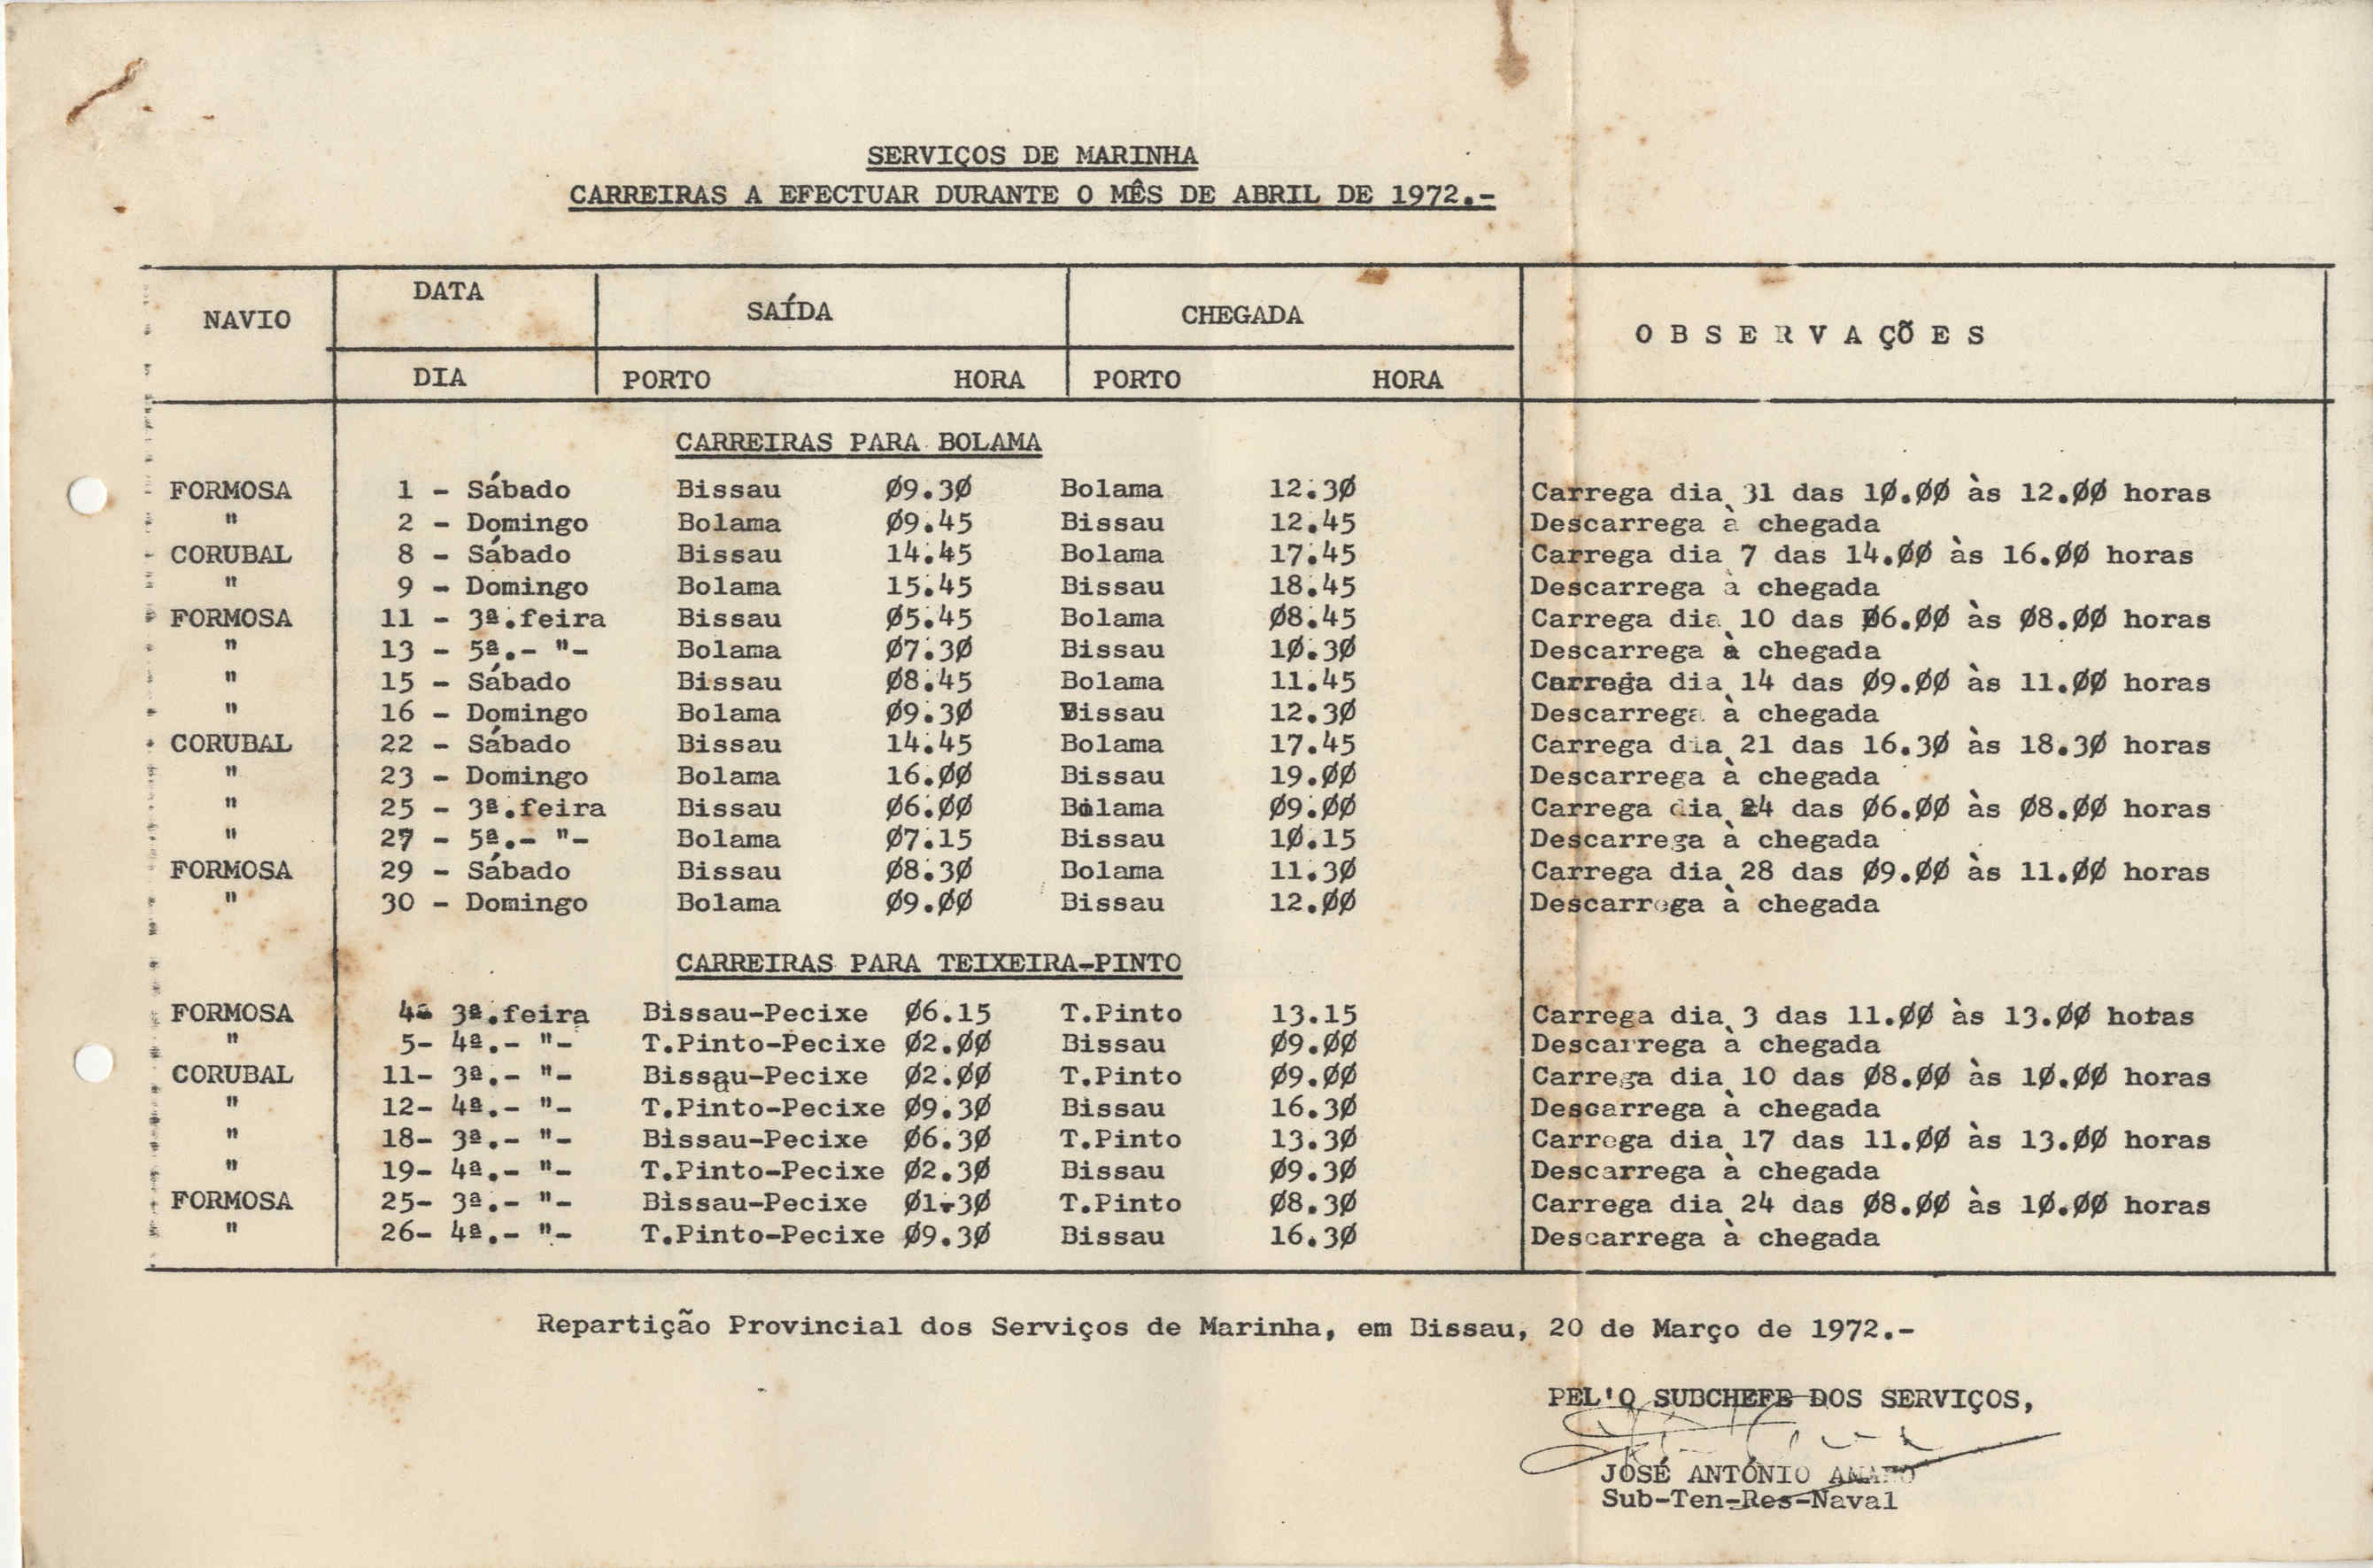 SERVIÇOS DE MARINHA
CARREIRAS A EFECTUAR DURANTE O MÊS DE ABRIL DE 1972.-
NAVIO DATA SAÍDA CHEGADA OBSERVAÇÕES
DIA PORTO HORA PORTO HORA
CARREIRAS PARA BOLAMA
FORMOSA 1 - Sábado Bissau Ø9.3Ø Bolama 12.3Ø Carrega dia 31 das 1Ø.ØØ às 12.ØØ horas
" 2 - Domingo Bolama Ø9.45 Bissau 12.45 Descarrega à chegada
CORUBAL 8 - Sábado Bissau 14.45 Bolama 17.45 Carrega dia 7 das 14.ØØ às 16.ØØ horas
" 9 - Domingo Bolama 15.45 Bissau 18.45 Descarrega à chegada
FORMOSA 11 - 3ª.feira Bissau Ø5.45 Bolama Ø8.45 Carrega dia 10 das Ø6.ØØ às Ø8.ØØ horas
" 13 - 5ª.- "- Bolama Ø7.3Ø Bissau 1Ø.3Ø Descarrega à chegada
" 15 - Sábado Bissau Ø8.45 Bolama 11.45 Carrega dia 14 das Ø9.ØØ às 11.ØØ horas
" 16 - Domingo Bolama Ø9.3Ø Bissau 12.3Ø Descarrega à chegada
CORUBAL 22 - Sábado Bissau 14.45 Bolama 17.45 Carrega dia 21 das 16.3Ø às 18.3Ø horas
" 23 - Domingo Bolama 16.ØØ Bissau 19.ØØ Descarrega à chegada
" 25 - 3ª.feira Bissau Ø6.ØØ Bolama Ø9.ØØ Carrega dia 24 das Ø6.ØØ às Ø8.ØØ horas
" 27 - 5ª.- "- Bolama Ø7.15 Bissau 1Ø.15 Descarrega à chegada
FORMOSA 29 - Sábado Bissau Ø8.3Ø Bolama 11.3Ø Carrega dia 28 das Ø9.ØØ às 11.ØØ horas
" 30 - Domingo Bolama Ø9.ØØ Bissau 12.ØØ Descarrega à chegada
CARREIRAS PARA TEIXEIRA-PINTO
FORMOSA 4- 3ª.feira Bissau-Pecixe Ø6.15 T.Pinto 13.15 Carrega dia 3 das 11.ØØ às 13.ØØ hotas
" 5- 4ª.- "- T.Pinto-Pecixe Ø2.ØØ Bissau Ø9.ØØ Descarrega à chegada
CORUBAL 11- 3ª.- "- Bissau-Pecixe Ø2.ØØ T.Pinto Ø9.ØØ Carrega dia 10 das Ø8.ØØ às 1Ø.ØØ horas
" 12- 4ª.- "- T.Pinto-Pecixe Ø9.3Ø Bissau 16.3Ø Descarrega à chegada
" 18- 3ª.- "- Bissau-Pecixe Ø6.3Ø T.Pinto 13.3Ø Carrega dia 17 das 11.ØØ às 13.ØØ horas
" 19- 4ª.- "- T.Pinto-Pecixe Ø2.3Ø Bissau Ø9.3Ø Descarrega à chegada
FORMOSA 25- 3ª.- "- Bissau-Pecixe Ø1.3Ø T.Pinto Ø8.3Ø Carrega dia 24 das Ø8.ØØ às 1Ø.ØØ horas
" 26- 4ª.- "- T.Pinto-Pecixe Ø9.3Ø Bissau 16.3Ø Descarrega à chegada
Repartição Provincial dos Serviços de Marinha, em Bissau, 20 de Março de 1972.-
PEL'O SUBCHEFE DOS SERVIÇOS,
JOSÉ ANTÓNIO AMARO
Sub-Ten-Res-Naval